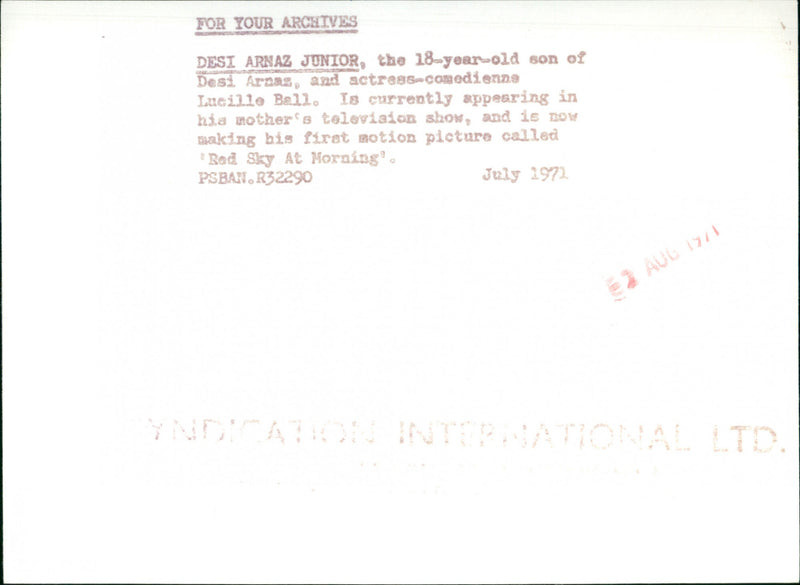 FOR YOUR ARCHIVES
DESI ARNAZ JUNIOR, the 18-year-old son of
Desi Arnaz, and actress-comedienne
Lucille Ball. Is currently appearing in
his mother's television show, and is now
making his first motion picture called
'Red Sky At Morning'.
PSBAN.R32290 July 1971
2 AUG 1971
YNDICATION INTERNATIONAL LTD.